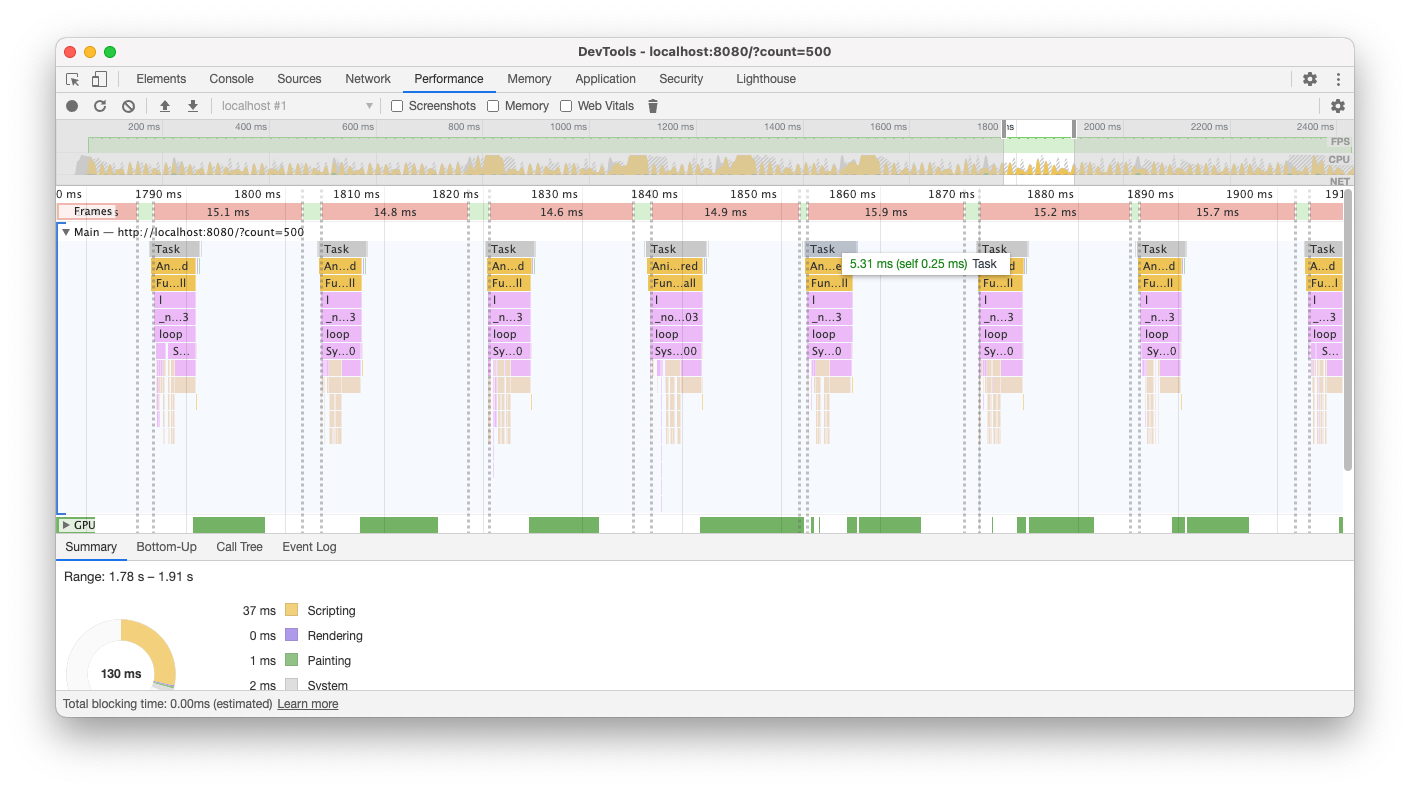 DevTools - localhost:8080/?count=500
Elements Console Sources Network Performance Memory Application Security Lighthouse
localhost #1 Screenshots Memory Web Vitals
200 ms 400 ms 600 ms 800 ms 1000 ms 1200 ms 1400 ms 1600 ms 1800 ms 2000 ms 2200 ms 2400 ms
FPS
CPU
NET
0 ms 1790 ms 1800 ms 1810 ms 1820 ms 1830 ms 1840 ms 1850 ms 1860 ms 1870 ms 1880 ms 1890 ms 1900 ms 191
Frames s 15.1 ms 14.8 ms 14.6 ms 14.9 ms 15.9 ms 15.2 ms 15.7 ms
Main — http://localhost:8080/?count=500
Task Task Task Task Task Task Task Task
5.31 ms (self 0.25 ms) Task
An...d An...d An...d Ani...red An...e d An...d A...d
Fu...ll Fu...ll Fu...ll Fun...all Fun...ll Fu...ll Fu...ll Fu...l
l l l l l l l l
_n...3 _n...3 _n...3 _no...03 _n...3 _n...3 _n...3 _...3
loop loop loop loop loop loop loop loop
S... Sy...0 Sy...0 Sys...00 Sy...0 Sy...0 Sy...0 S...
GPU
Summary Bottom-Up Call Tree Event Log
Range: 1.78 s – 1.91 s
37 ms Scripting
0 ms Rendering
1 ms Painting
130 ms
2 ms System
Total blocking time: 0.00ms (estimated) Learn more